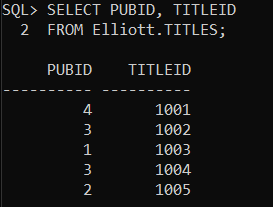 SQL> SELECT PUBID, TITLEID
  2  FROM Elliott.TITLES;
     PUBID    TITLEID
---------- ----------
         4       1001
         3       1002
         1       1003
         3       1004
         2       1005